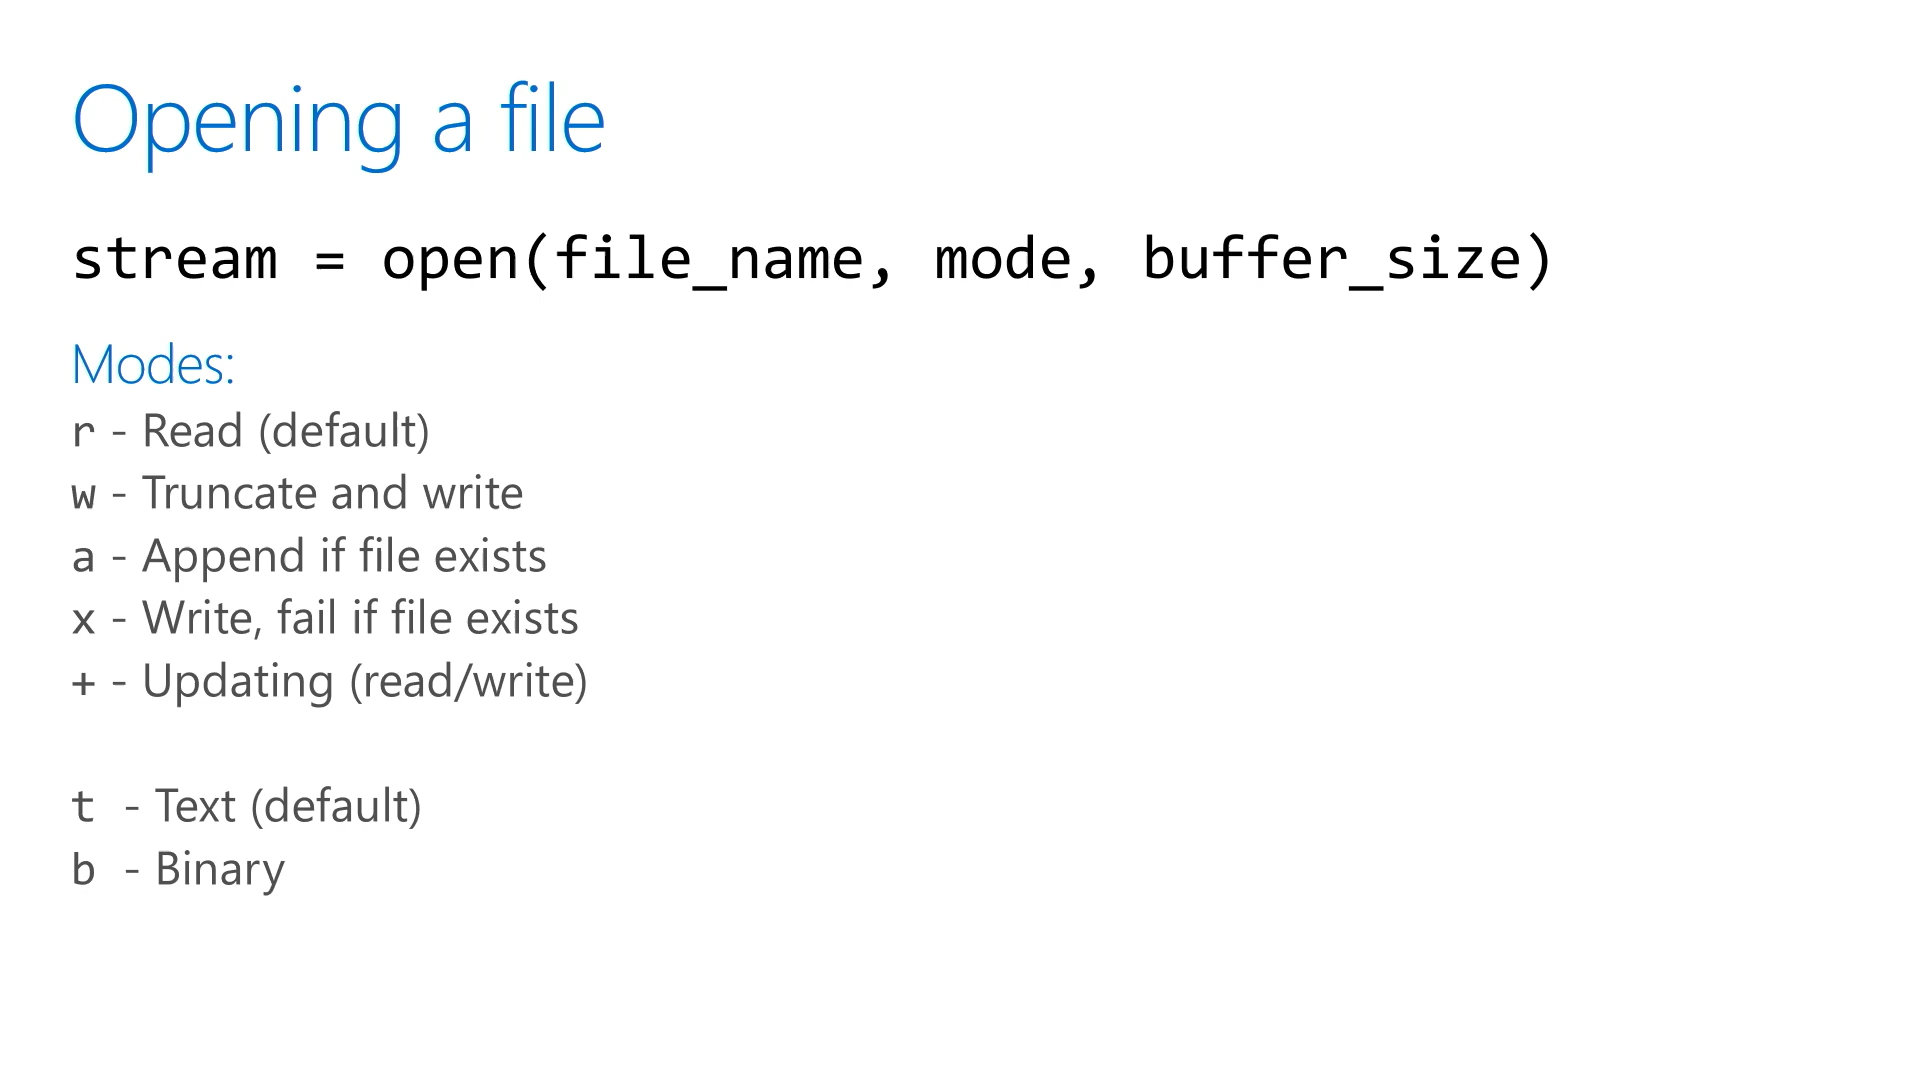 Opening a file
stream = open(file_name, mode, buffer_size)
Modes:
r - Read (default)
w - Truncate and write
a - Append if file exists
x - Write, fail if file exists
+ - Updating (read/write)
t - Text (default)
b - Binary